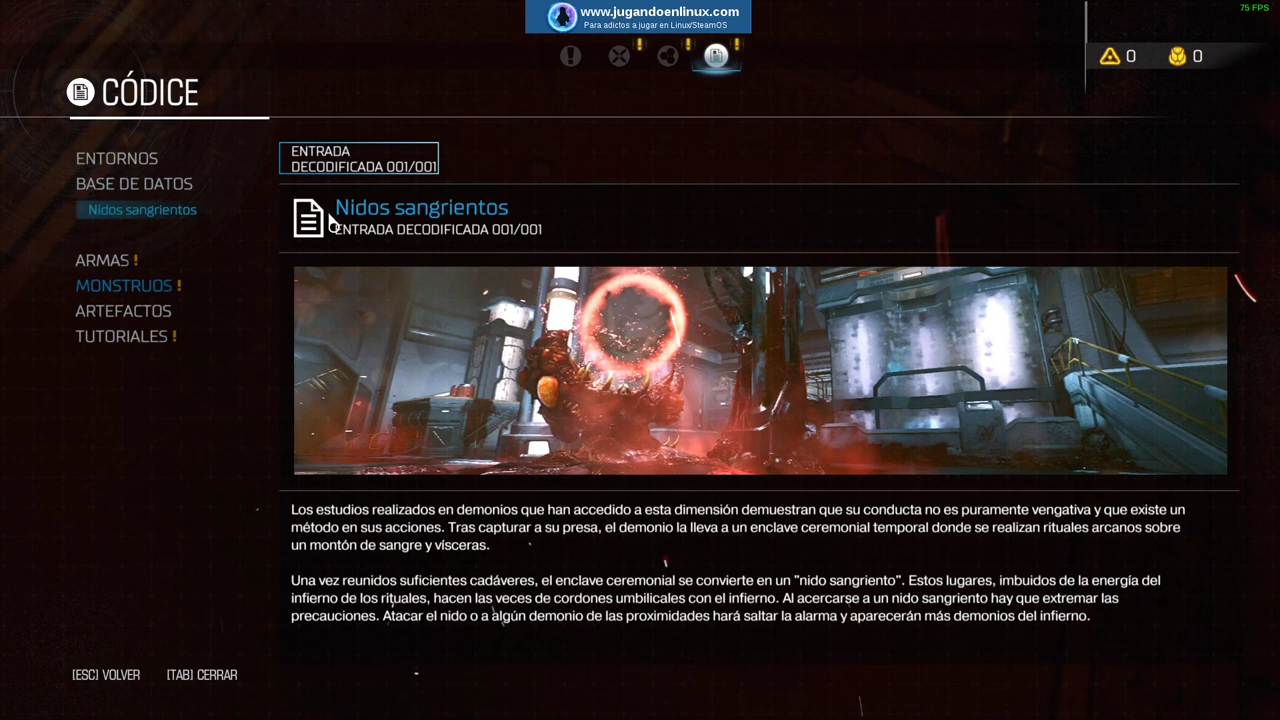 www.jugandoenlinux.com
Para adictos a jugar en Linux/SteamOS
75 FPS
0
0
CÓDICE
ENTORNOS
BASE DE DATOS
Nidos sangrientos
ARMAS !
MONSTRUOS !
ARTEFACTOS
TUTORIALES !
ENTRADA
DECODIFICADA 001/001
Nidos sangrientos
ENTRADA DECODIFICADA 001/001
Los estudios realizados en demonios que han accedido a esta dimensión demuestran que su conducta no es puramente vengativa y que existe un
método en sus acciones. Tras capturar a su presa, el demonio la lleva a un enclave ceremonial temporal donde se realizan rituales arcanos sobre
un montón de sangre y vísceras.
Una vez reunidos suficientes cadáveres, el enclave ceremonial se convierte en un "nido sangriento". Estos lugares, imbuidos de la energía del
infierno de los rituales, hacen las veces de cordones umbilicales con el infierno. Al acercarse a un nido sangriento hay que extremar las
precauciones. Atacar el nido o a algún demonio de las proximidades hará saltar la alarma y aparecerán más demonios del infierno.
[ESC] VOLVER
[TAB] CERRAR